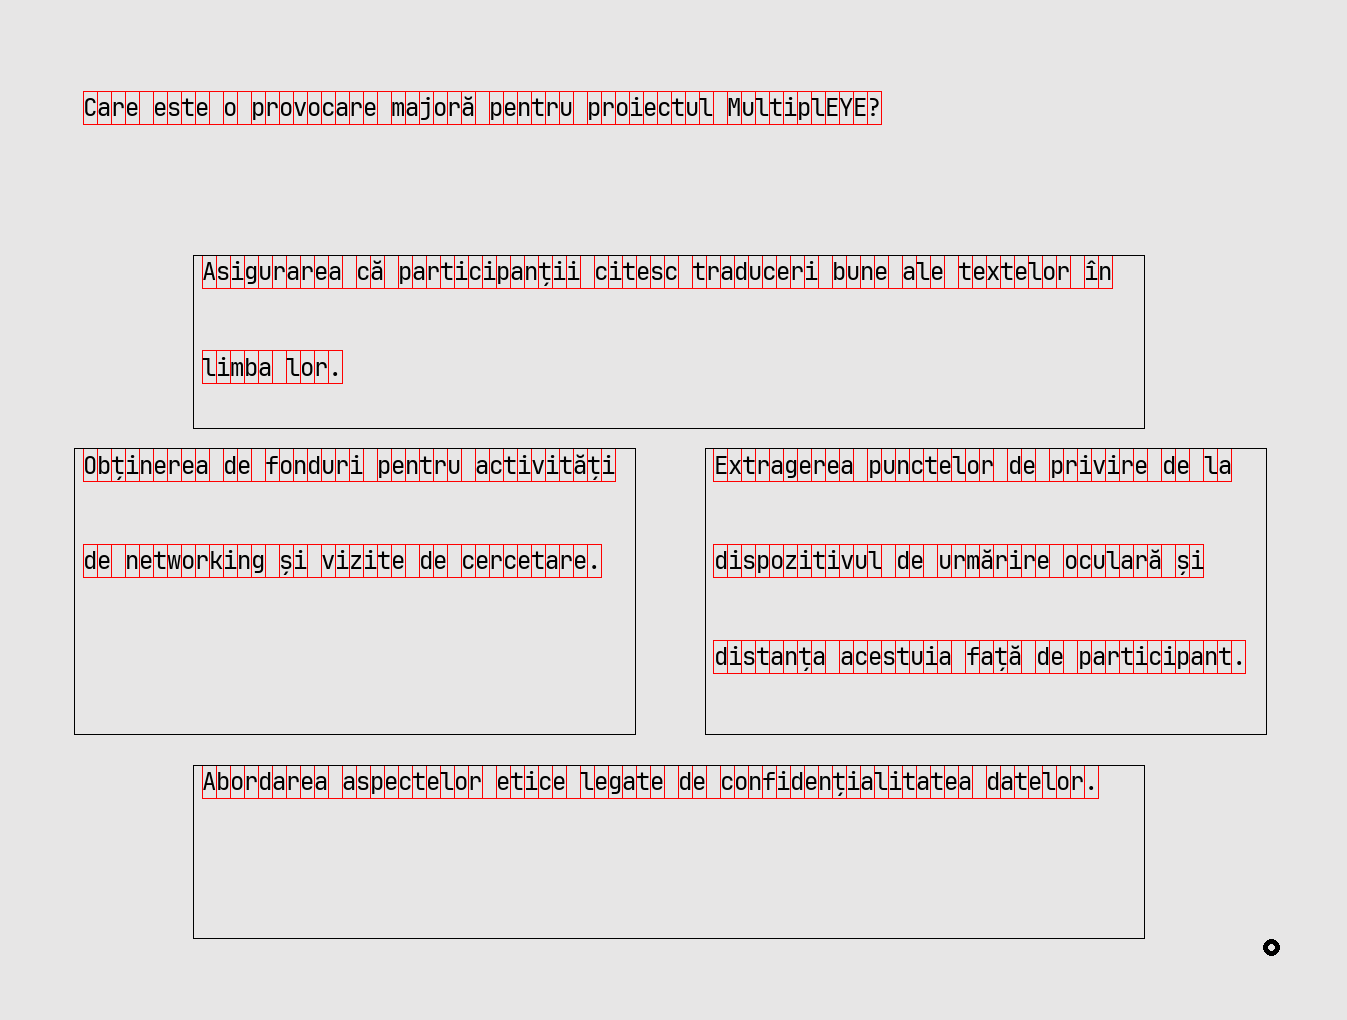 Care este o provocare majoră pentru proiectul MultiplEYE?
Asigurarea că participanții citesc traduceri bune ale textelor în
limba lor.
Obținerea de fonduri pentru activități
de networking și vizite de cercetare.
Extragerea punctelor de privire de la
dispozitivul de urmărire oculară și
distanța acestuia față de participant.
Abordarea aspectelor etice legate de confidențialitatea datelor.